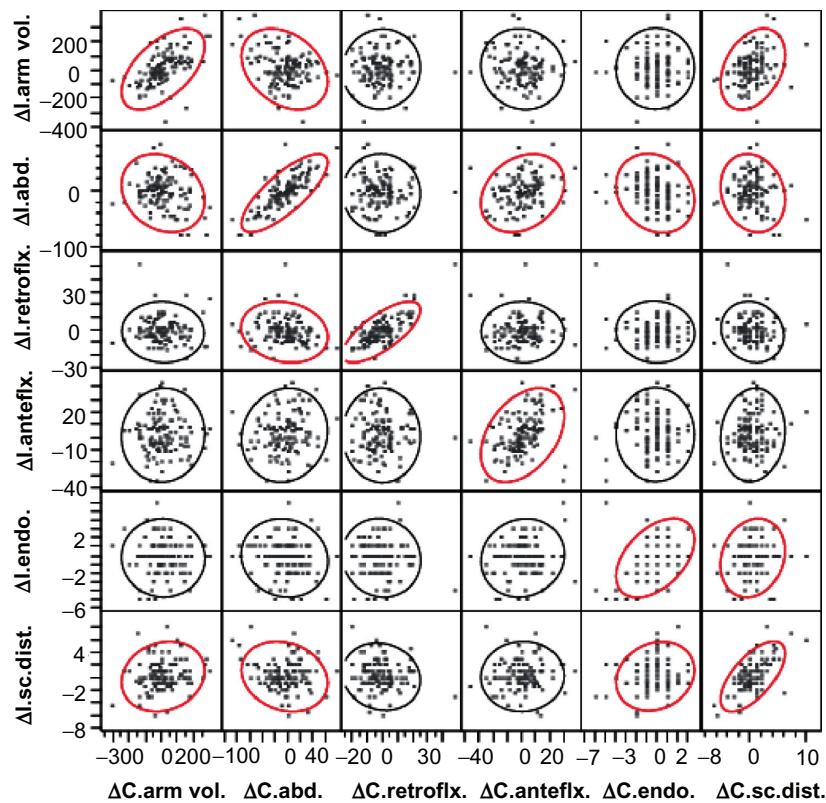 ΔI.arm vol.
200
0
−200
−400
ΔI.abd.
0
−100
ΔI.retroflx.
30
0
−30
ΔI.anteflx.
20
−10
−40
ΔI.endo.
2
−2
−6
ΔI.sc.dist.
4
−2
−8
−300 0 200 −100 0 40 −20 0 30 −40 0 20 −7 −3 0 2 −8 0 10
ΔC.arm vol. ΔC.abd. ΔC.retroflx. ΔC.anteflx. ΔC.endo. ΔC.sc.dist.